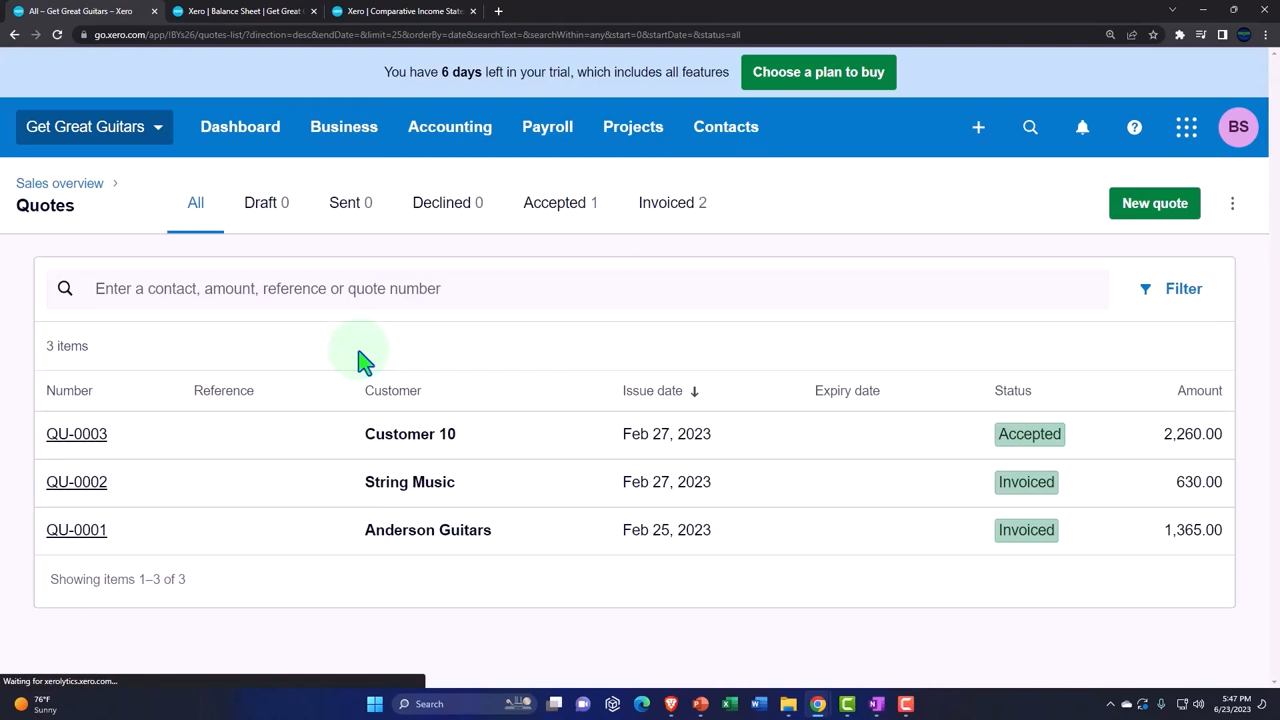 All – Get Great Guitars – Xero
Xero | Balance Sheet | Get Great
Xero | Comparative Income State
go.xero.com/app/!BYs26/quotes-list/?direction=desc&endDate=&limit=25&orderBy=date&searchText=&searchWithin=any&start=0&startDate=&status=all
You have 6 days left in your trial, which includes all features
Choose a plan to buy
Get Great Guitars
Dashboard
Business
Accounting
Payroll
Projects
Contacts
BS
Sales overview
Quotes
All
Draft 0
Sent 0
Declined 0
Accepted 1
Invoiced 2
New quote
Enter a contact, amount, reference or quote number
Filter
3 items
Number Reference Customer Issue date Expiry date Status Amount
QU-0003 Customer 10 Feb 27, 2023 Accepted 2,260.00
QU-0002 String Music Feb 27, 2023 Invoiced 630.00
QU-0001 Anderson Guitars Feb 25, 2023 Invoiced 1,365.00
Showing items 1–3 of 3
Waiting for xerolytics.xero.com...
76°F
Sunny
Search
5:47 PM
6/23/2023